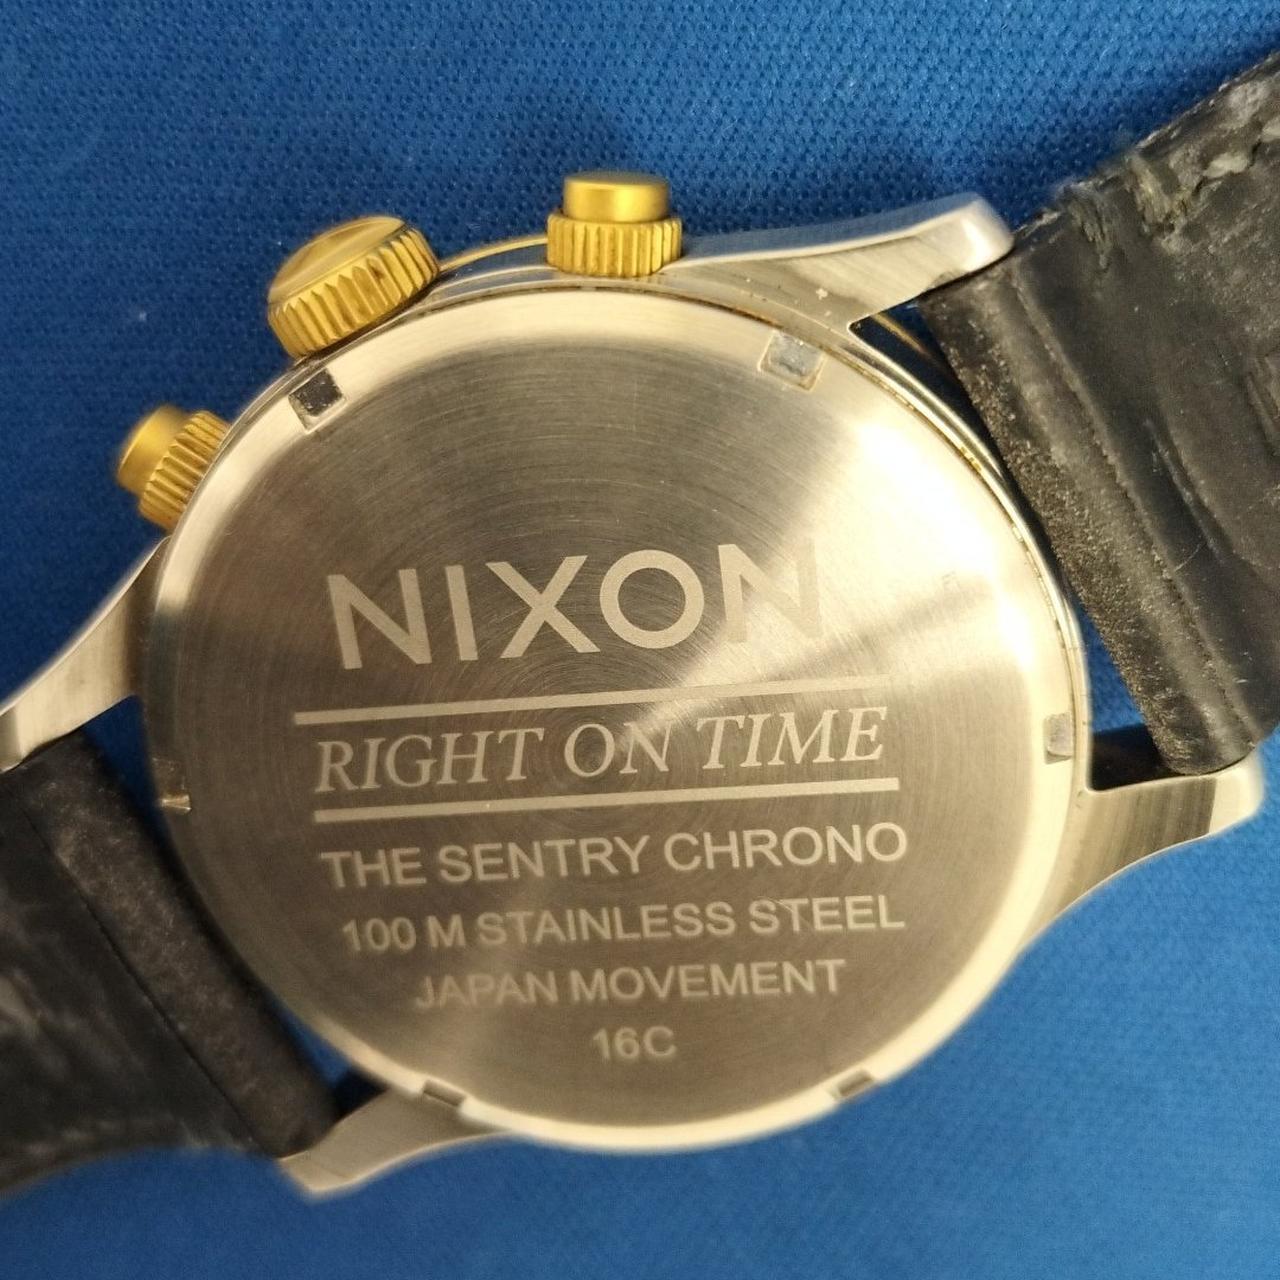 NIXON
RIGHT ON TIME
THE SENTRY CHRONO
100 M STAINLESS STEEL
JAPAN MOVEMENT
16C